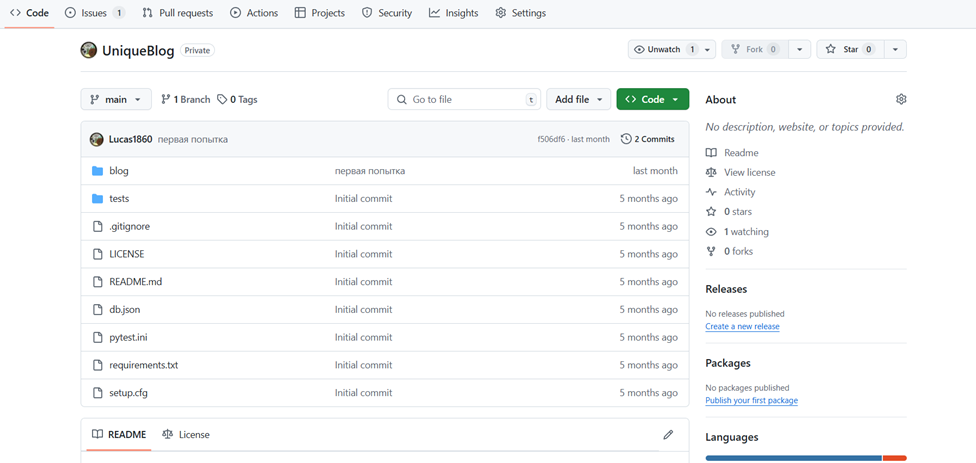 Code Issues 1 Pull requests Actions Projects Security Insights Settings
UniqueBlog Private Unwatch 1 Fork 0 Star 0
main 1 Branch 0 Tags Go to file t Add file Code
Lucas1860 первая попытка f506df6 · last month 2 Commits
blog первая попытка last month
tests Initial commit 5 months ago
.gitignore Initial commit 5 months ago
LICENSE Initial commit 5 months ago
README.md Initial commit 5 months ago
db.json Initial commit 5 months ago
pytest.ini Initial commit 5 months ago
requirements.txt Initial commit 5 months ago
setup.cfg Initial commit 5 months ago
README License
About
No description, website, or topics provided.
Readme
View license
Activity
0 stars
1 watching
0 forks
Releases
No releases published
Create a new release
Packages
No packages published
Publish your first package
Languages